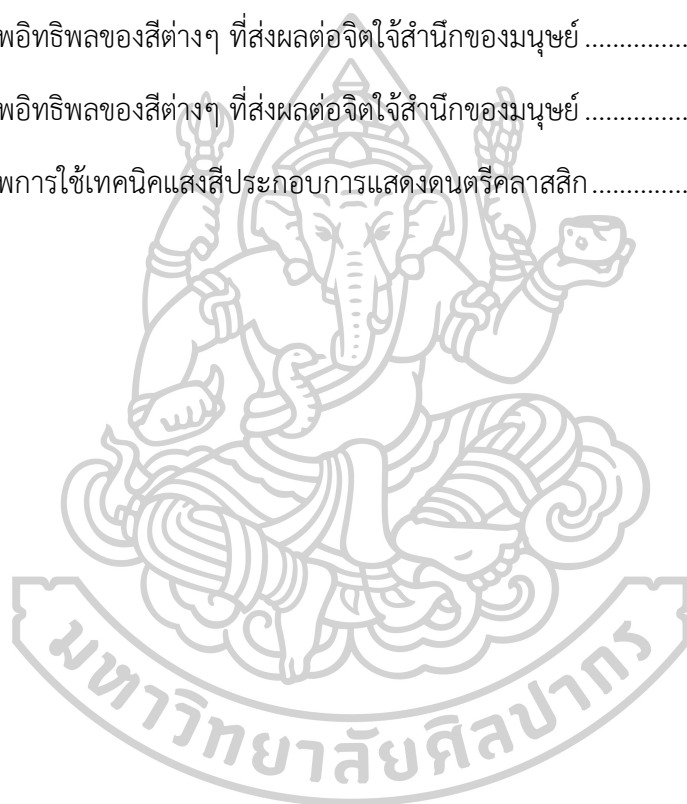 พอิทธิพลของสีต่างๆ ที่ส่งผลต่อจิตใจ้สำนึกของมนุษย์ ...............
พอิทธิพลของสีต่างๆ ที่ส่งผลต่อจิตใจ้สำนึกของมนุษย์ ...............
พการใช้เทคนิคแสงสีประกอบการแสดงดนตรีคลาสสิก ...............
มหาวิทยาลัยศิลปากร